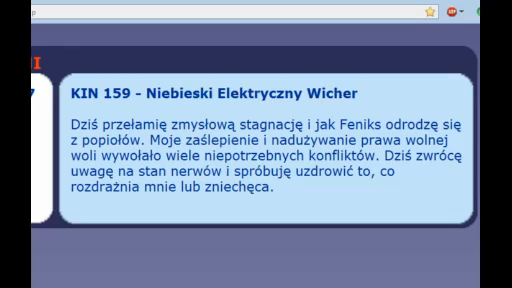 KIN 159 - Niebieski Elektryczny Wicher
Dziś przełamię zmysłową stagnację i jak Feniks odrodzę się
z popiołów. Moje zaślepienie i nadużywanie prawa wolnej
woli wywołało wiele niepotrzebnych konfliktów. Dziś zwrócę
uwagę na stan nerwów i spróbuję uzdrowić to, co
rozdrażnia mnie lub zniechęca.